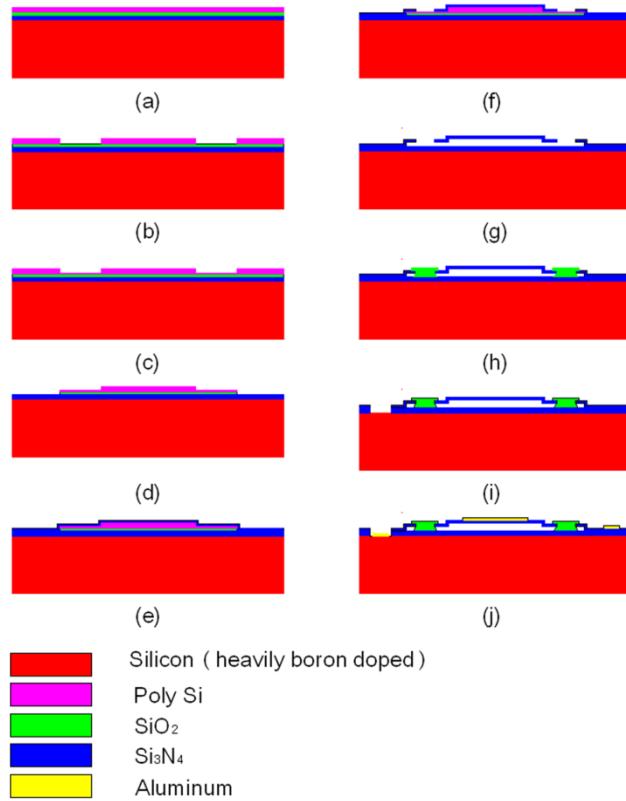 (a)
(f)
(b)
(g)
(c)
(h)
(d)
(i)
(e)
(j)
Silicon ( heavily boron doped )
Poly Si
SiO₂
Si₃N₄
Aluminum